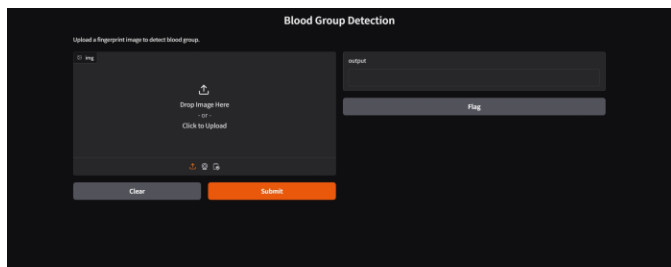 Blood Group Detection
Upload a fingerprint image to detect blood group.
img
Drop Image Here
- or -
Click to Upload
Clear
Submit
output
Flag